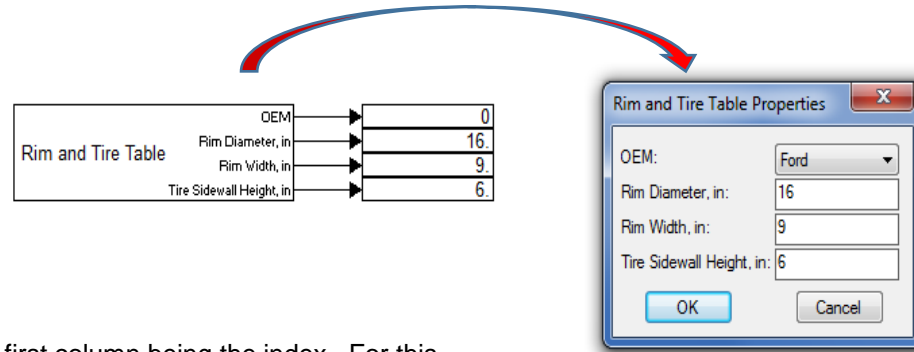 OEM 0
Rim Diameter, in 16.
Rim and Tire Table
Rim Width, in 9.
Tire Sidewall Height, in 6.
Rim and Tire Table Properties X
OEM: Ford
Rim Diameter, in: 16
Rim Width, in: 9
Tire Sidewall Height, in: 6
OK Cancel
first column being the index. For this